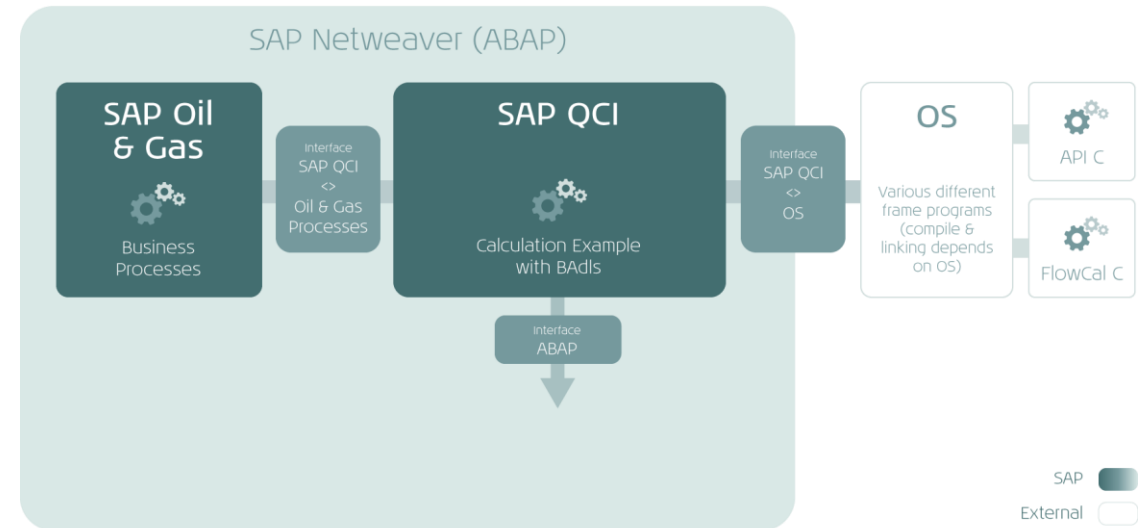 SAP Netweaver (ABAP)
SAP Oil
& Gas
Business
Processes
Interface
SAP QCI
<>
Oil & Gas
Processes
SAP QCI
Calculation Example
with BAdIs
Interface
ABAP
Interface
SAP QCI
<>
OS
OS
Various different
frame programs
(compile &
linking depends
on OS)
API C
FlowCal C
SAP
External